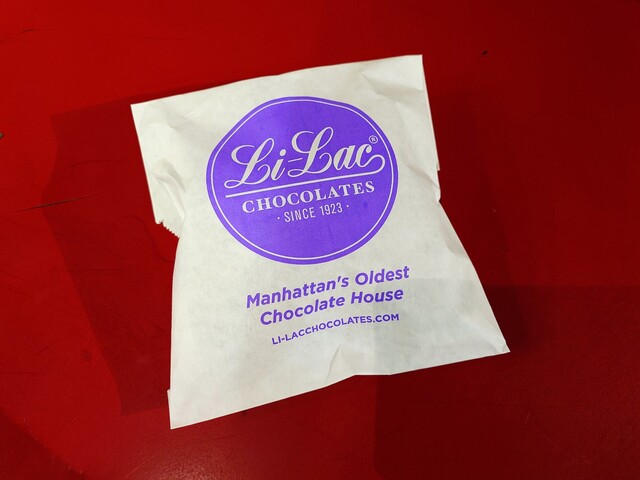 Li-Lac®
CHOCOLATES
· SINCE 1923 ·
Manhattan's Oldest
Chocolate House
LI-LACCHOCOLATES.COM